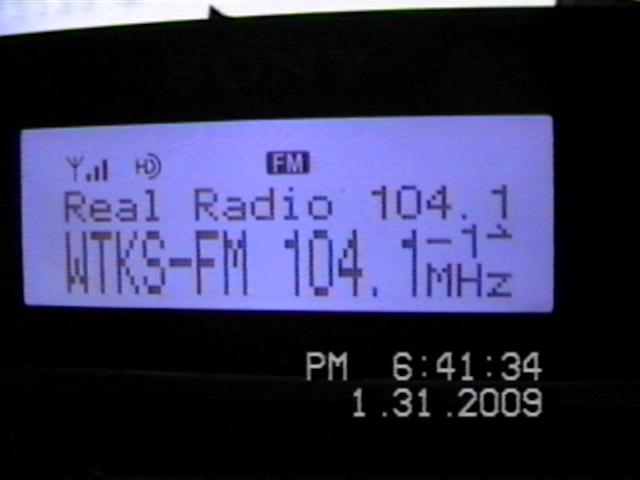 SONY
HD FM
Real Radio 104.1
WTKS-FM 104.1-1 MHz
PM 6:41:34
1.31.2009